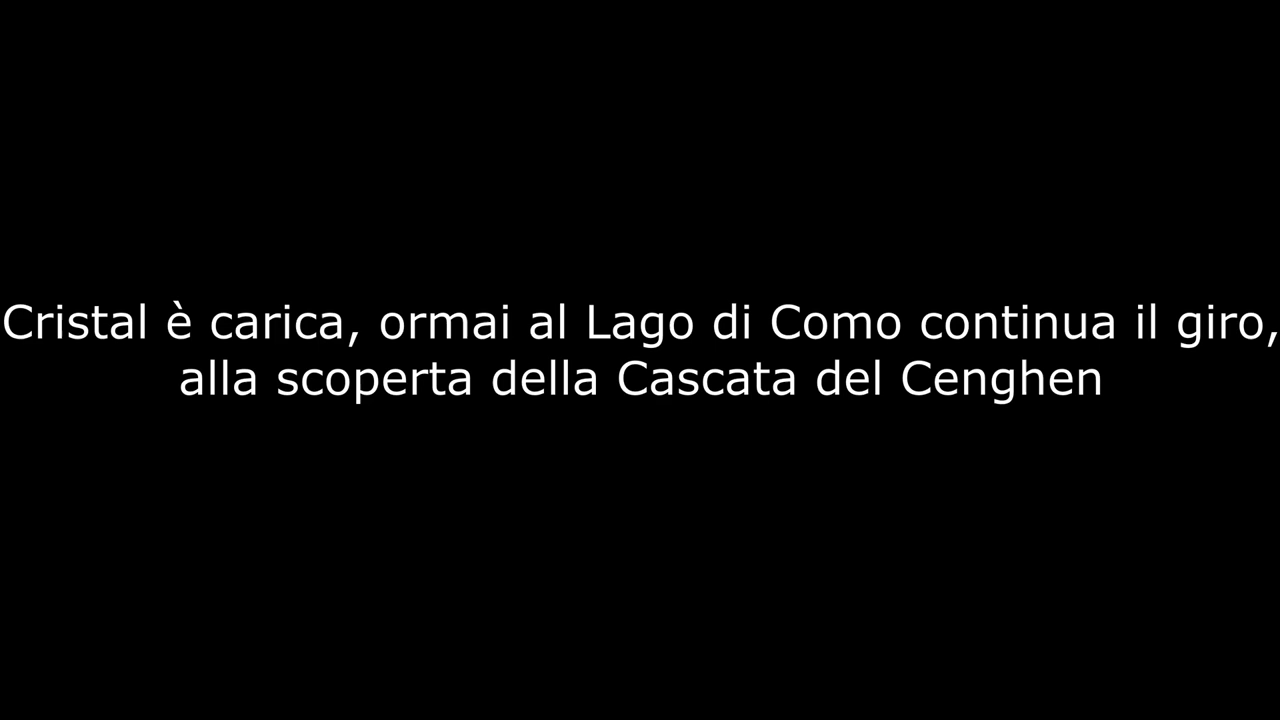 Cristal è carica, ormai al Lago di Como continua il giro,
alla scoperta della Cascata del Cenghen